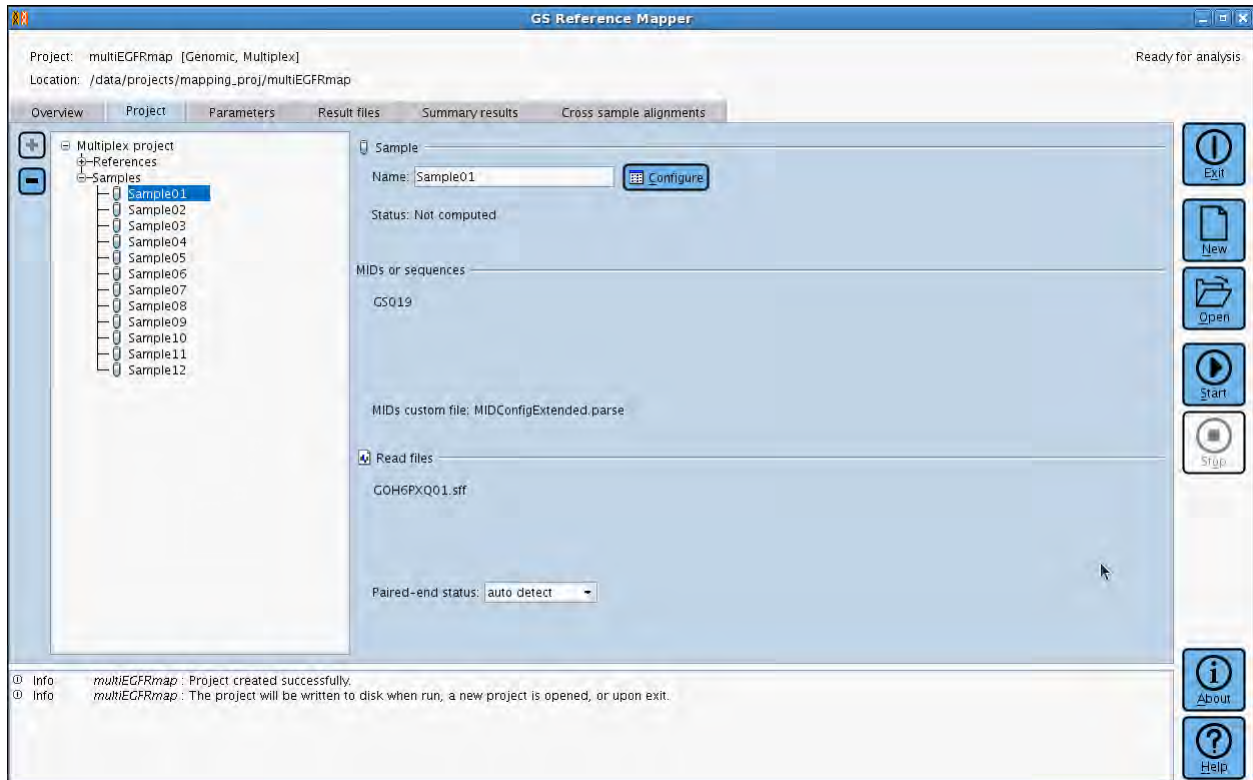 GS Reference Mapper
Project: multiEGFRmap [Genomic, Multiplex]
Ready for analysis
Location: /data/projects/mapping_proj/multiEGFRmap
Overview Project Parameters Result files Summary results Cross sample alignments
Multiplex project
References
Samples
Sample01
Sample02
Sample03
Sample04
Sample05
Sample06
Sample07
Sample08
Sample09
Sample10
Sample11
Sample12
Sample
Name: Sample01 Configure
Status: Not computed
MIDs or sequences
GSO19
MIDs custom file: MIDConfigExtended.parse
Read files
GOH6PXQ01.sff
Paired-end status: auto detect
Exit
New
Open
Start
Stop
About
Help
Info multiEGFRmap : Project created successfully.
Info multiEGFRmap : The project will be written to disk when run, a new project is opened, or upon exit.